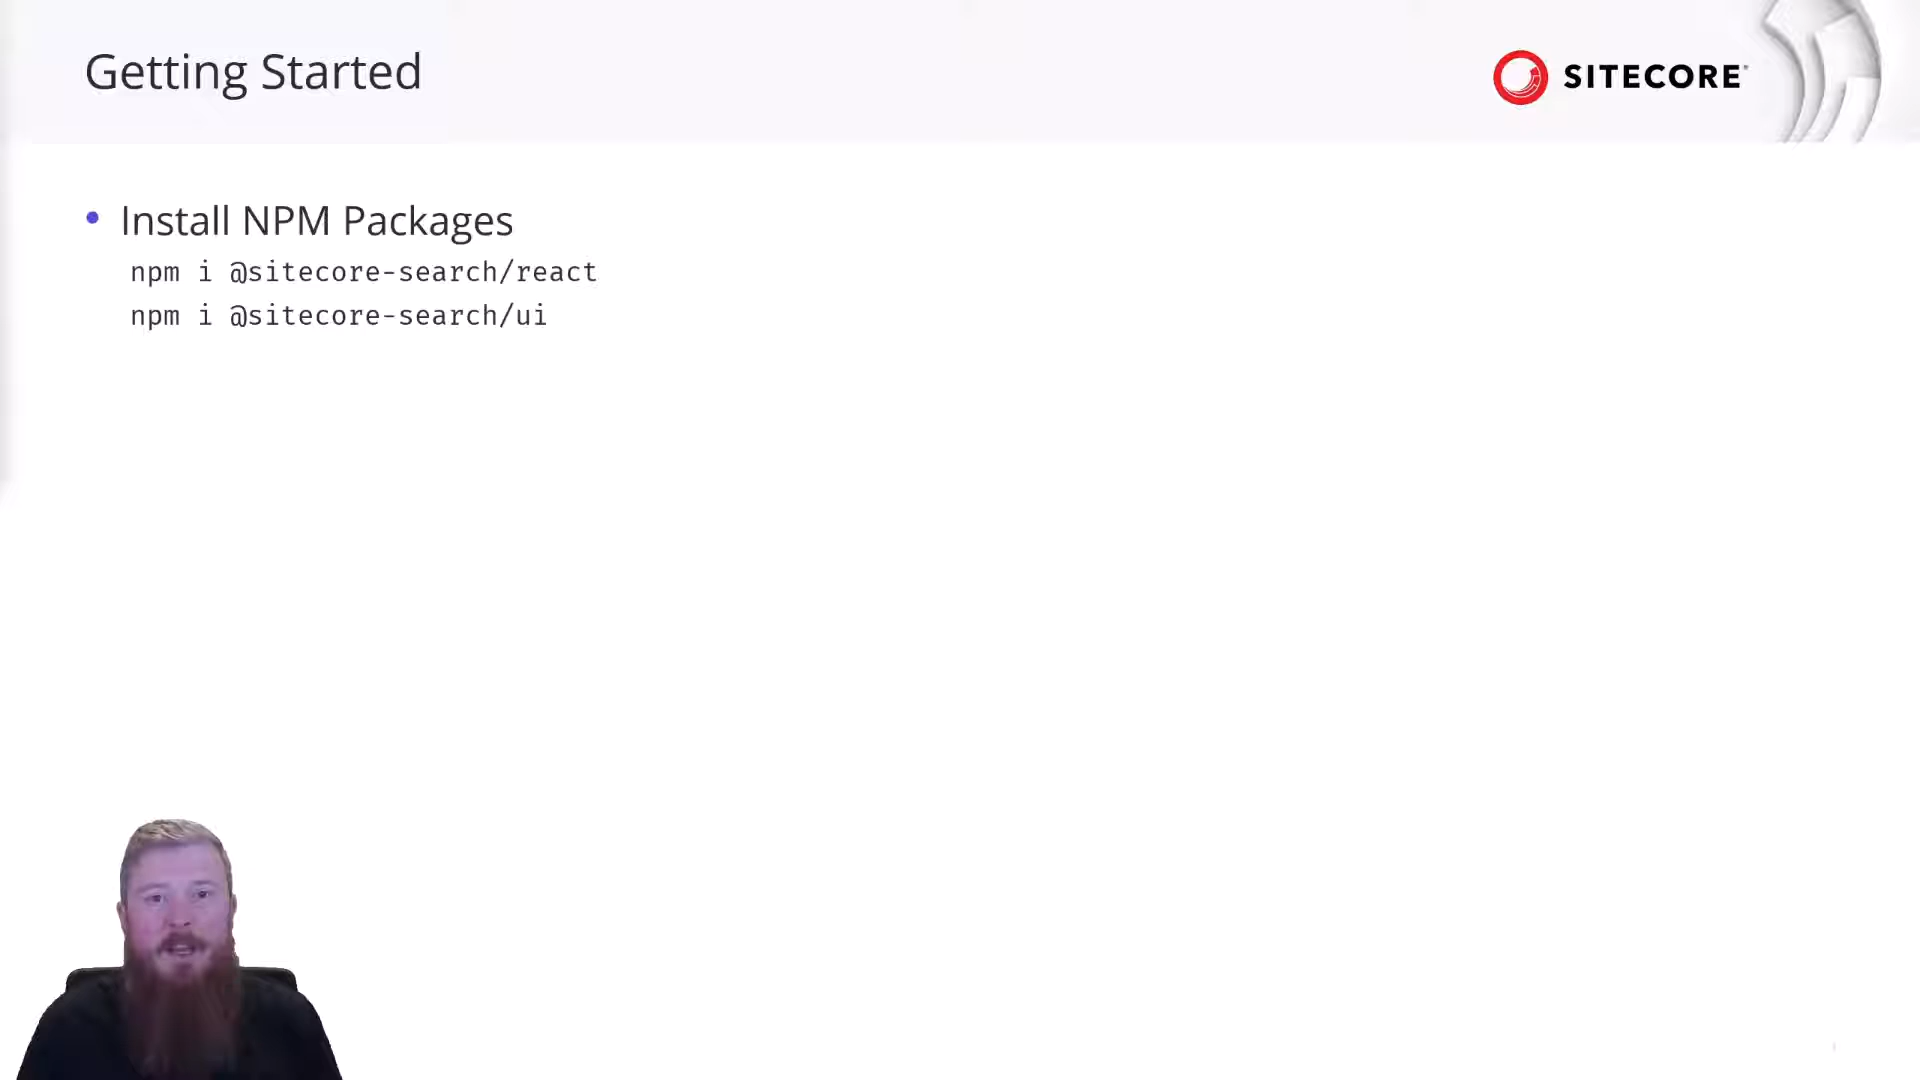 Getting Started
SITECORE
Install NPM Packages
npm i @sitecore-search/react
npm i @sitecore-search/ui